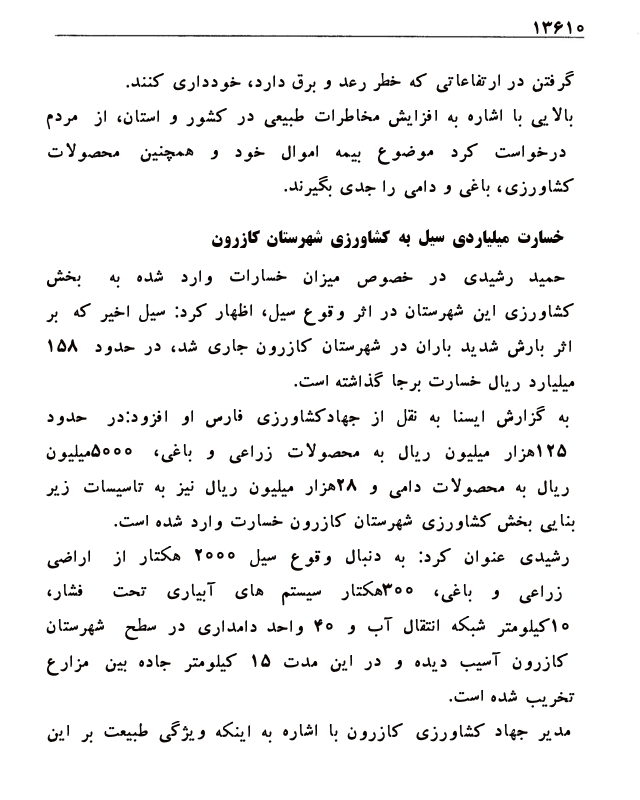 ۱۳۶۱۰
گرفتن در ارتفاعاتی که خطر رعد و برق دارد، خودداری کنند.
بالایی با اشاره به افزایش مخاطرات طبیعی در کشور و استان، از مردم
درخواست کرد موضوع بیمه اموال خود و همچنین محصولات
کشاورزی، باغی و دامی را جدی بگیرند.
خسارت میلیاردی سیل به کشاورزی شهرستان کازرون
حمید رشیدی در خصوص میزان خسارات وارد شده به بخش
کشاورزی این شهرستان در اثر وقوع سیل، اظهار کرد: سیل اخیر که بر
اثر بارش شدید باران در شهرستان کازرون جاری شد، در حدود ۱۵۸
میلیارد ریال خسارت برجا گذاشته است.
به گزارش ایسنا به نقل از جهادکشاورزی فارس او افزود:در حدود
۱۲۵هزار میلیون ریال به محصولات زراعی و باغی، ۵۰۰۰میلیون
ریال به محصولات دامی و ۲۸هزار میلیون ریال نیز به تاسیسات زیر
بنایی بخش کشاورزی شهرستان کازرون خسارت وارد شده است.
رشیدی عنوان کرد: به دنبال وقوع سیل ۲۰۰۰ هکتار از اراضی
زراعی و باغی، ۳۰۰هکتار سیستم های آبیاری تحت فشار،
۱۰کیلومتر شبکه انتقال آب و ۴۰ واحد دامداری در سطح شهرستان
کازرون آسیب دیده و در این مدت ۱۵ کیلومتر جاده بین مزارع
تخریب شده است.
مدیر جهاد کشاورزی کازرون با اشاره به اینکه ویژگی طبیعت بر این